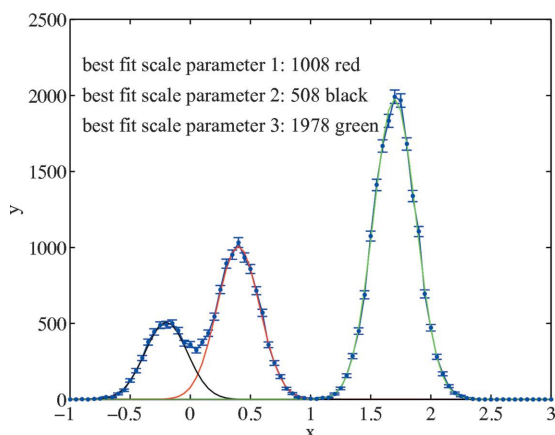 2500
best fit scale parameter 1: 1008 red
2000
best fit scale parameter 2: 508 black
best fit scale parameter 3: 1978 green
1500
y
1000
500
0
-1 -0.5 0 0.5 1 1.5 2 2.5 3
x